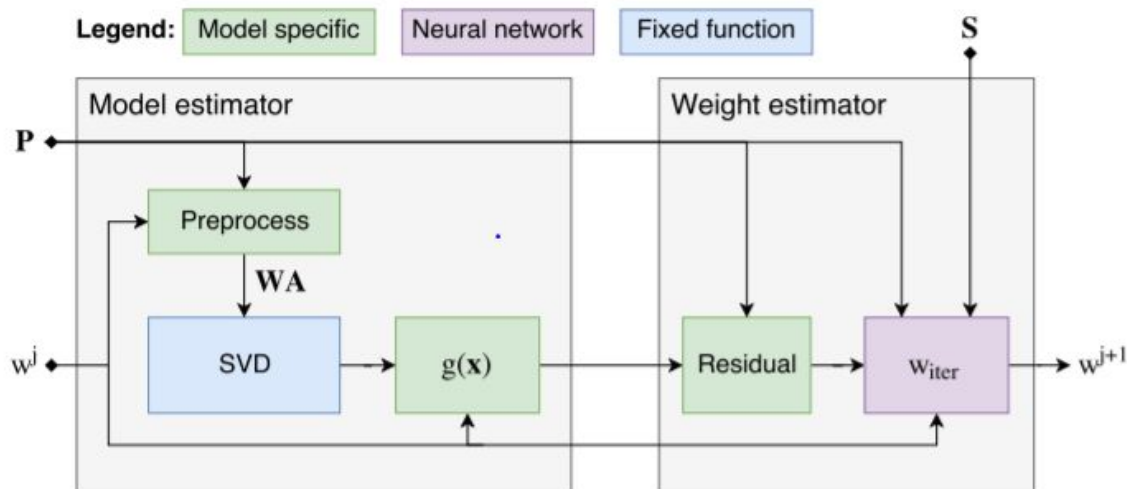 Legend: Model specific Neural network Fixed function
S
Model estimator
Weight estimator
P
Preprocess
WA
w^j
SVD
g(x)
Residual
w_iter
w^{j+1}